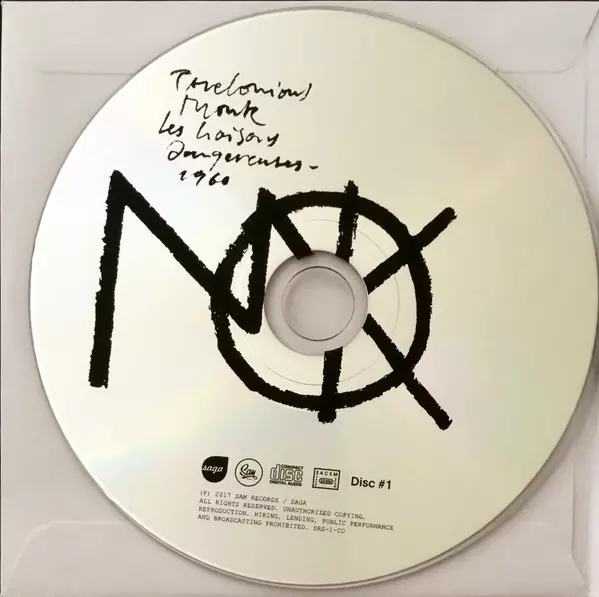 Thelonious
Monk
Les liaisons
Dangereuses -
1960
MONK
saga
Sam
COMPACT
disc
DIGITAL AUDIO
SACEM
Disc #1
(P) 2017 SAM RECORDS / SAGA
ALL RIGHTS RESERVED. UNAUTHORIZED COPYING,
REPRODUCTION, HIRING, LENDING, PUBLIC PERFORMANCE
AND BROADCASTING PROHIBITED. SRS-1-CD